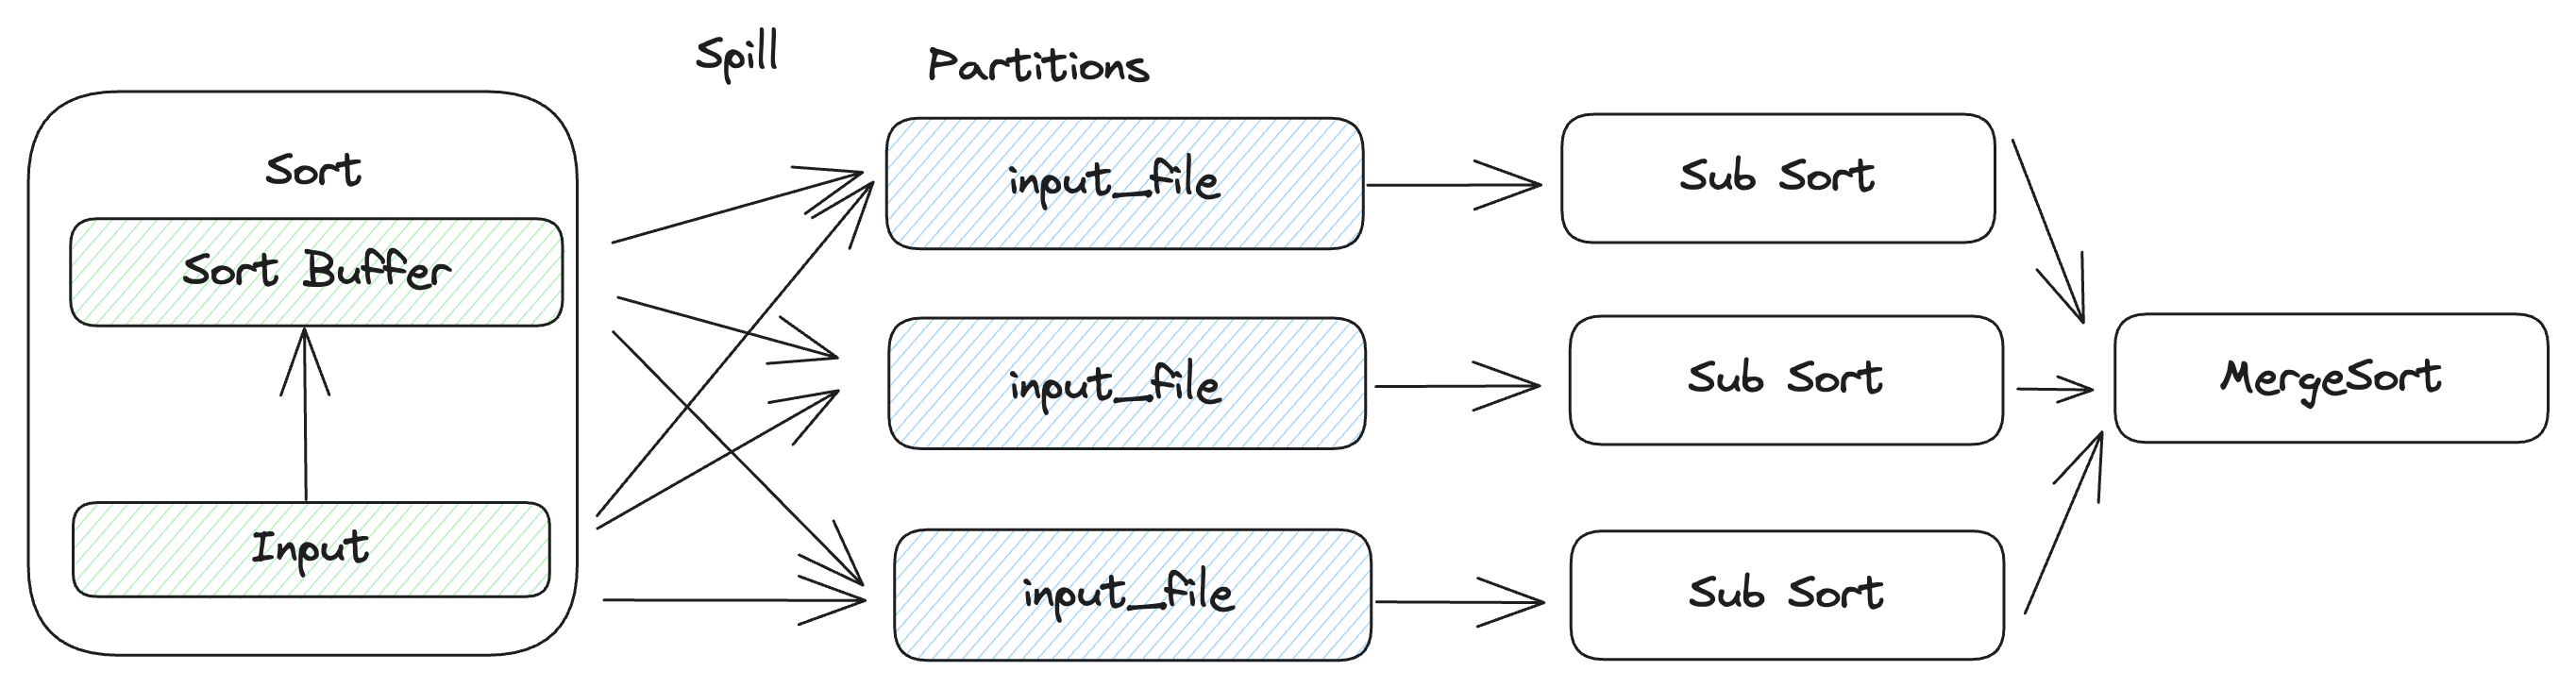 Spill
Partitions
Sort
Sort Buffer
Input
input_file
input_file
input_file
Sub Sort
Sub Sort
Sub Sort
MergeSort